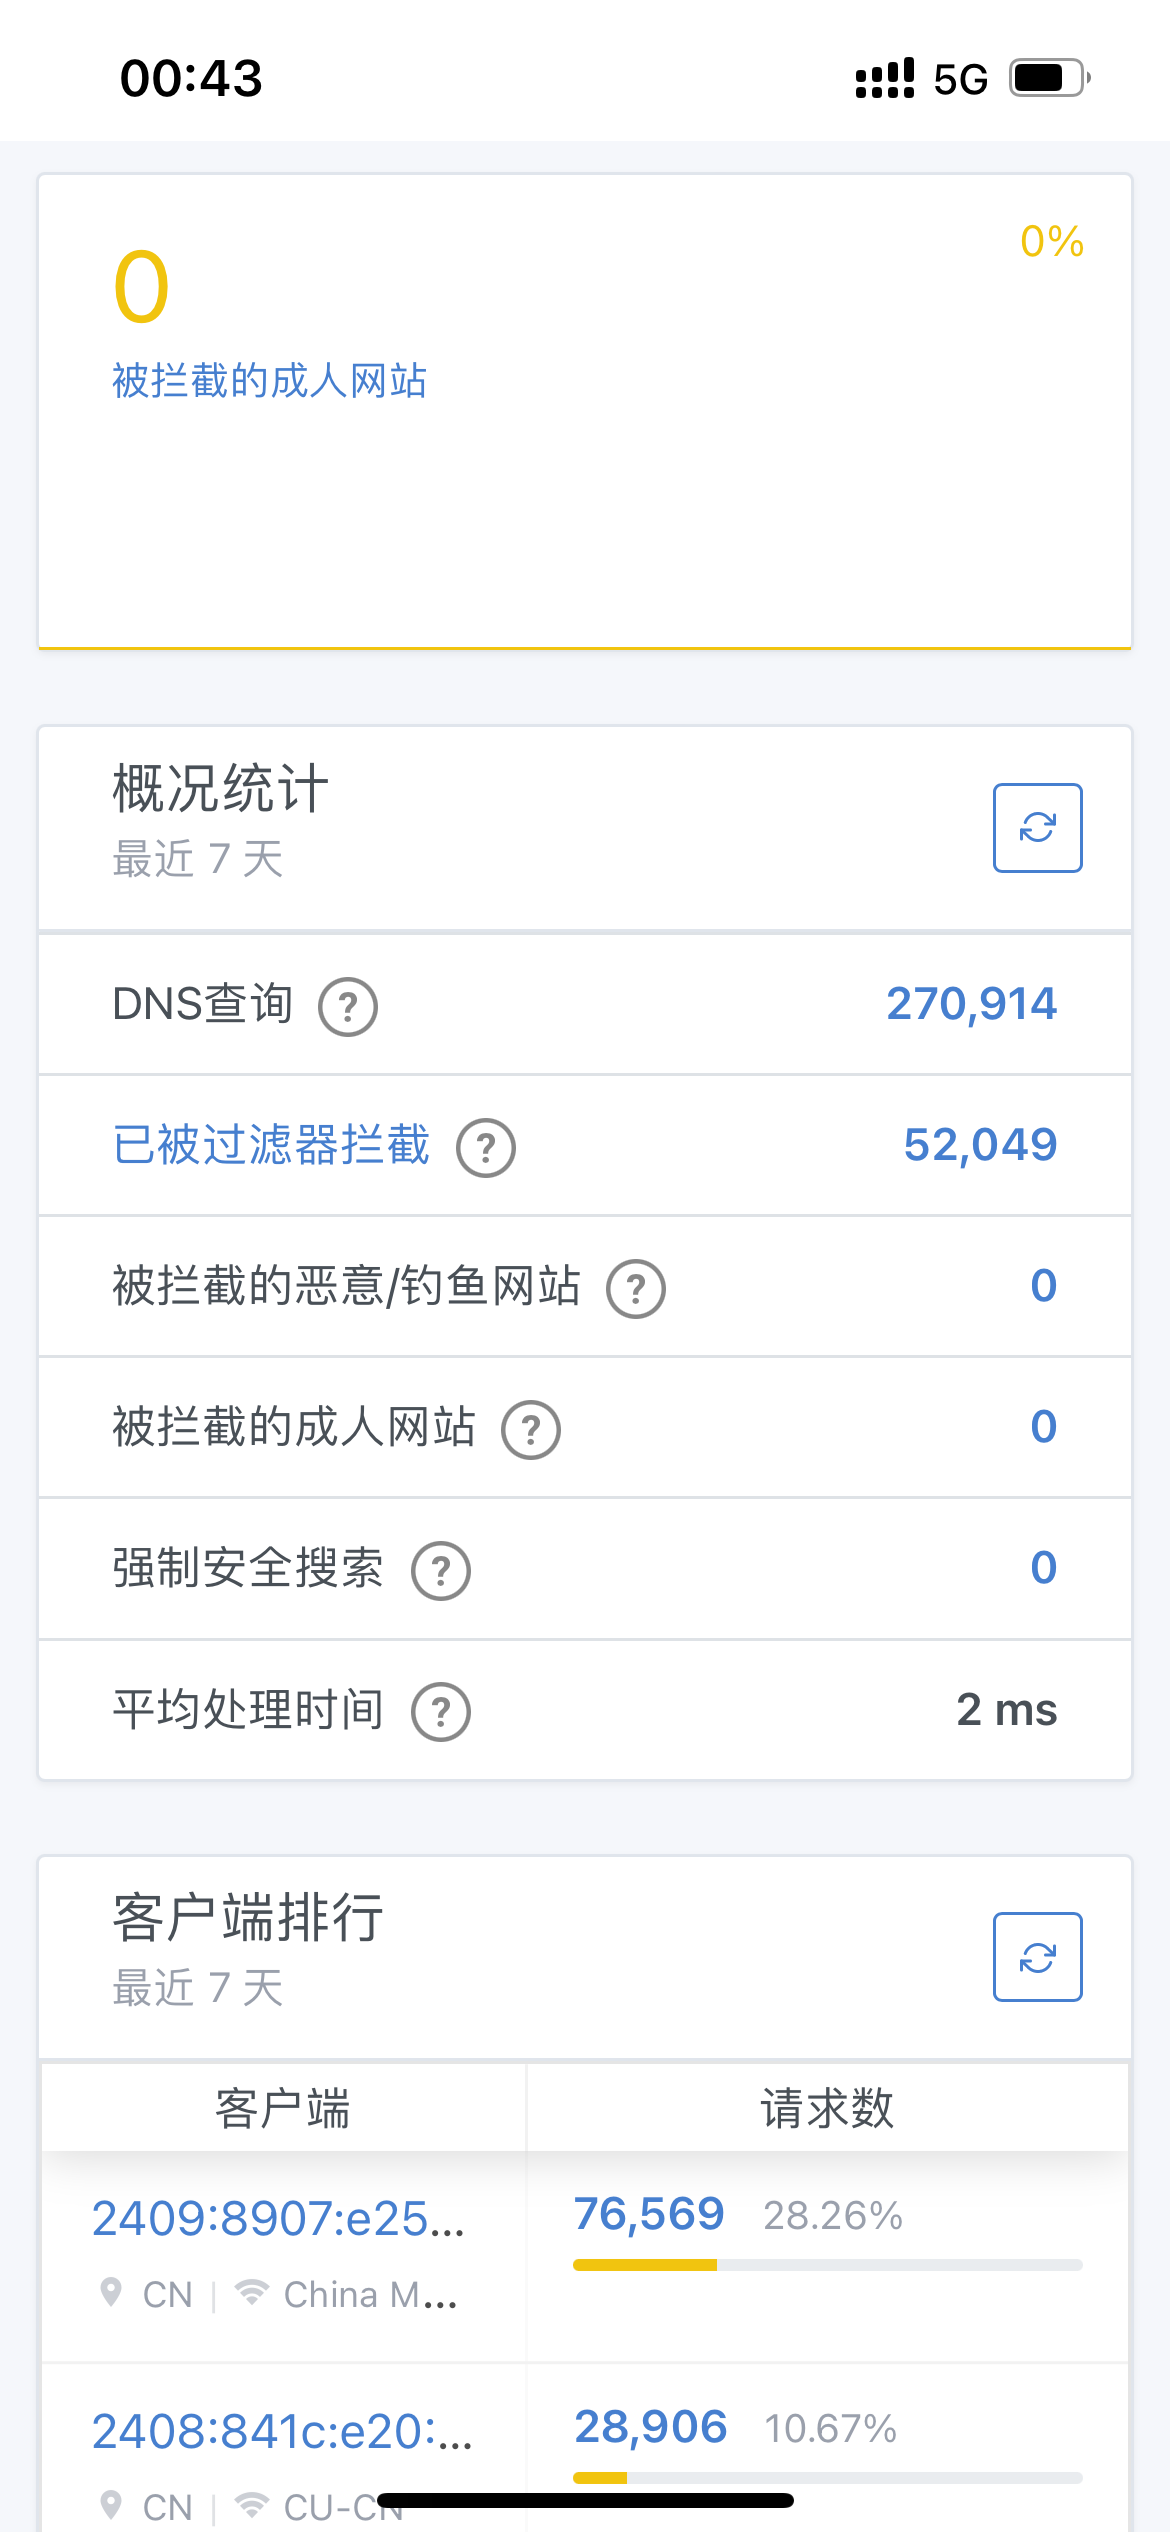 00:43
5G
0
0%
被拦截的成人网站
概况统计
最近 7 天
DNS查询 ?
270,914
已被过滤器拦截 ?
52,049
被拦截的恶意/钓鱼网站 ?
0
被拦截的成人网站 ?
0
强制安全搜索 ?
0
平均处理时间 ?
2 ms
客户端排行
最近 7 天
客户端
请求数
2409:8907:e25...
76,569 28.26%
CN | China M...
2408:841c:e20:...
28,906 10.67%
CN | CU-CN